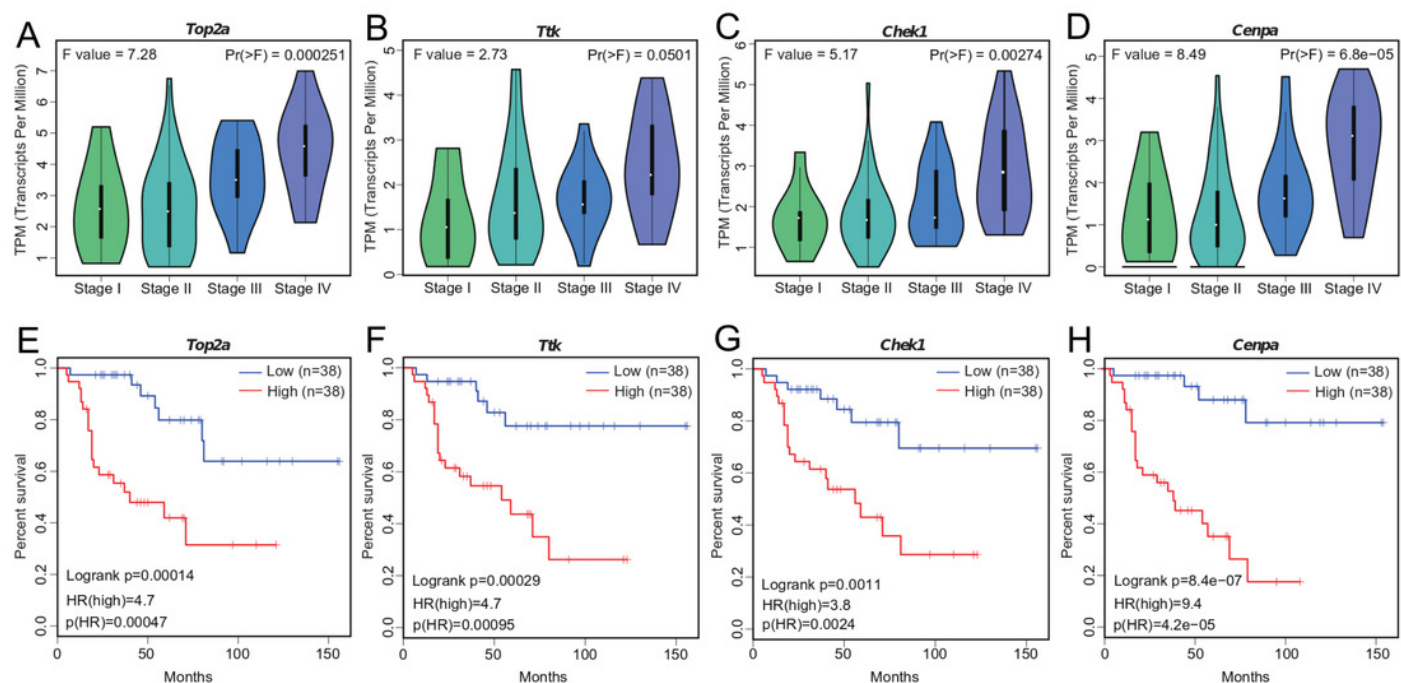 A
Top2a
F value = 7.28
Pr(>F) = 0.000251
TPM (Transcripts Per Million)
7
6
5
4
3
2
1
Stage I
Stage II
Stage III
Stage IV
B
Ttk
F value = 2.73
Pr(>F) = 0.0501
TPM (Transcripts Per Million)
5
4
3
2
1
0
Stage I
Stage II
Stage III
Stage IV
C
Chek1
F value = 5.17
Pr(>F) = 0.00274
TPM (Transcripts Per Million)
6
5
4
3
2
1
Stage I
Stage II
Stage III
Stage IV
D
Cenpa
F value = 8.49
Pr(>F) = 6.8e−05
TPM (Transcripts Per Million)
5
4
3
2
1
0
Stage I
Stage II
Stage III
Stage IV
E
Top2a
Low (n=38)
High (n=38)
Percent survival
1.0
0.8
0.6
0.4
0.2
0.0
Logrank p=0.00014
HR(high)=4.7
p(HR)=0.00047
0
50
100
150
Months
F
Ttk
Low (n=38)
High (n=38)
Percent survival
1.0
0.8
0.6
0.4
0.2
0.0
Logrank p=0.00029
HR(high)=4.7
p(HR)=0.00095
0
50
100
150
Months
G
Chek1
Low (n=38)
High (n=38)
Percent survival
1.0
0.8
0.6
0.4
0.2
0.0
Logrank p=0.0011
HR(high)=3.8
p(HR)=0.0024
0
50
100
150
Months
H
Cenpa
Low (n=38)
High (n=38)
Percent survival
1.0
0.8
0.6
0.4
0.2
0.0
Logrank p=8.4e−07
HR(high)=9.4
p(HR)=4.2e−05
0
50
100
150
Months